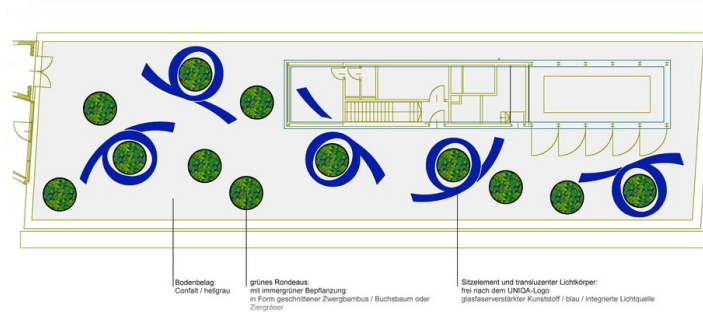 Bodenbelag:
Confalt / hellgrau
grünes Rondeaus:
mit immergrüner Bepflanzung:
in Form geschnittener Zwergbambus / Buchsbaum oder
Ziergräser
Sitzelement und transluzenter Lichtkörper:
frei nach dem UNIQA-Logo
glasfaserverstärkter Kunststoff / blau / integrierte Lichtquelle